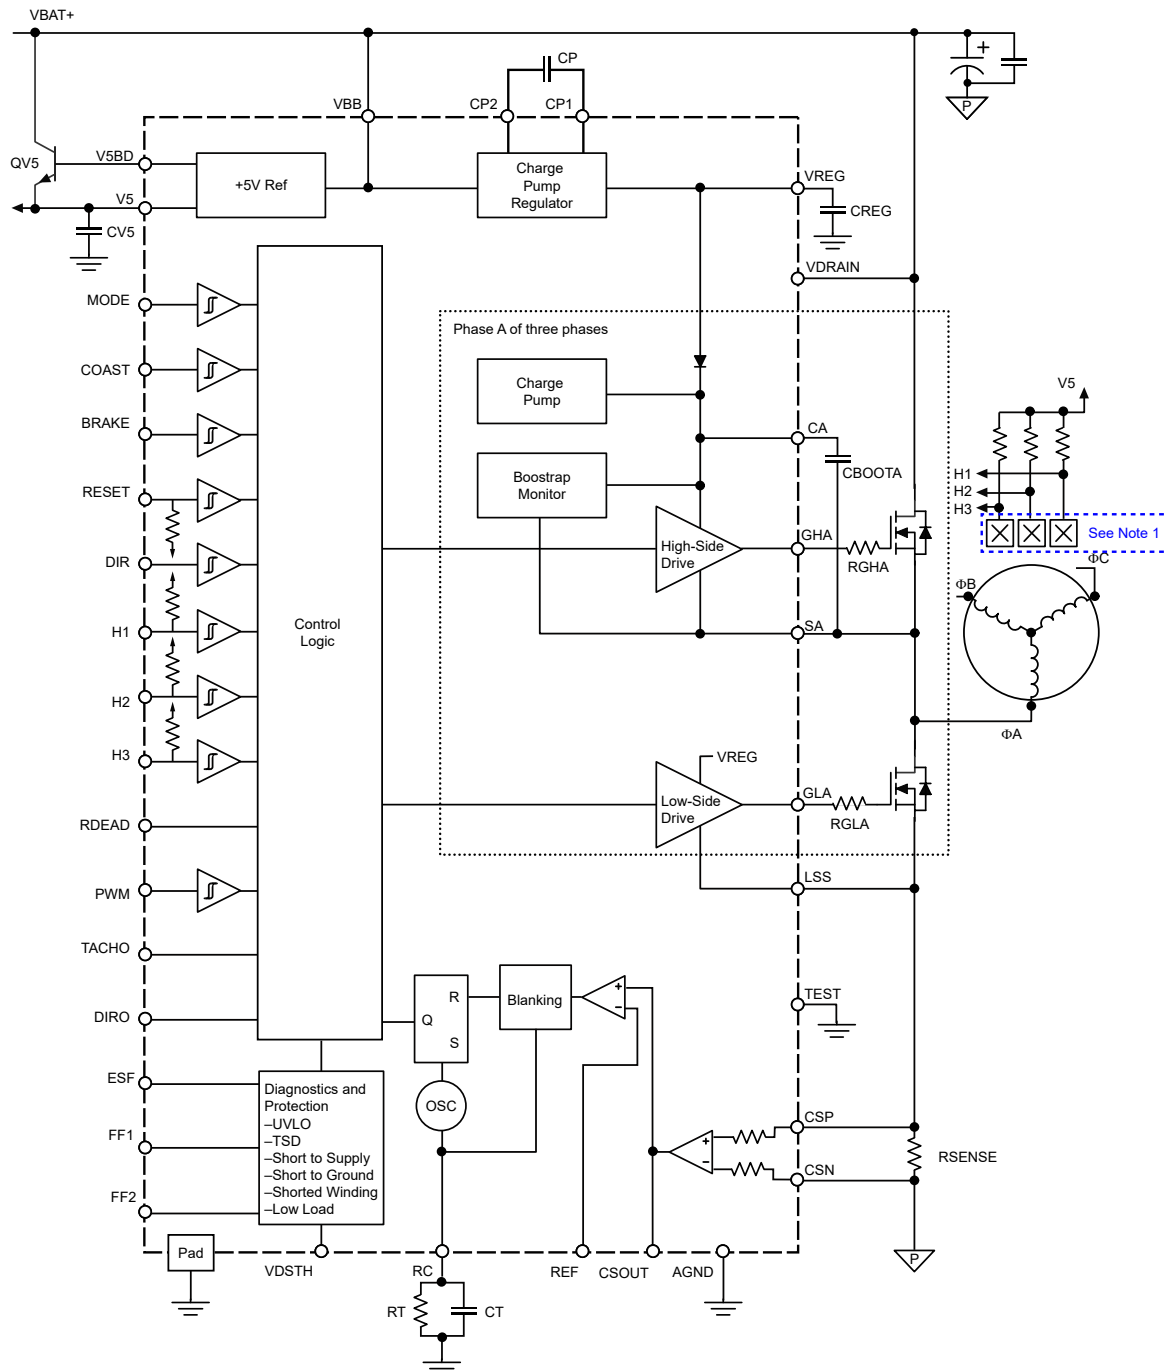 VBAT+
CP
VBB
CP2
CP1
P
QV5
V5BD
+5V Ref
Charge
Pump
Regulator
VREG
V5
CV5
CREG
VDRAIN
MODE
Phase A of three phases
COAST
Charge
Pump
V5
BRAKE
CA
CBOOTA
Boostrap
Monitor
H1
H2
H3
RESET
See Note 1
High-Side
Drive
GHA
RGHA
DIR
ΦC
ΦB
H1
Control
Logic
SA
H2
ΦA
H3
VREG
Low-Side
Drive
GLA
RGLA
RDEAD
LSS
PWM
TACHO
R
Q
S
Blanking
+
–
TEST
DIRO
ESF
Diagnostics and
Protection
–UVLO
–TSD
–Short to Supply
–Short to Ground
–Shorted Winding
–Low Load
OSC
CSP
+
–
RSENSE
CSN
FF1
FF2
Pad
VDSTH
RC
REF
CSOUT
AGND
P
RT
CT
+